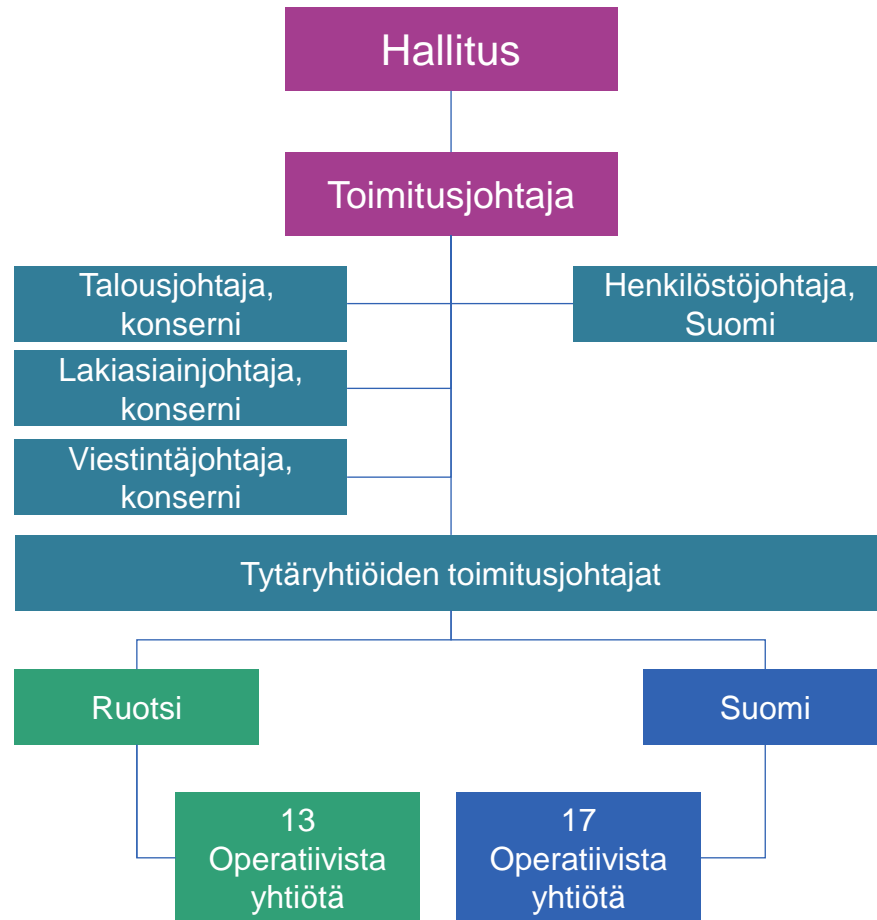 Hallitus
Toimitusjohtaja
Talousjohtaja,
konserni
Henkilöstöjohtaja,
Suomi
Lakiasiainjohtaja,
konserni
Viestintäjohtaja,
konserni
Tytäryhtiöiden toimitusjohtajat
Ruotsi
Suomi
13
Operatiivista
yhtiötä
17
Operatiivista
yhtiötä